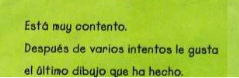 Está muy contento.
Después de varios intentos le gusta
el último dibujo que ha hecho.